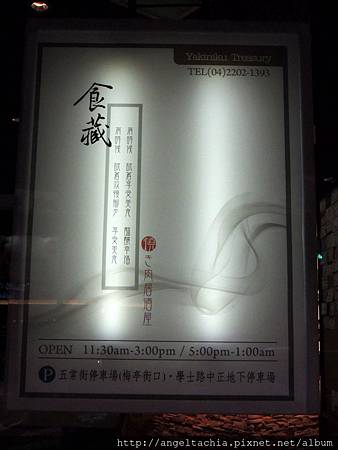 Yakiniku Treasury
TEL(04)2202-1393
食藏
燒き肉居酒屋
OPEN 11:30am-3:00pm / 5:00pm-1:00am
P 五常街停車場(梅亭街口)・學士路中正地下停車場
http://angeltachia.pixnet.net/album